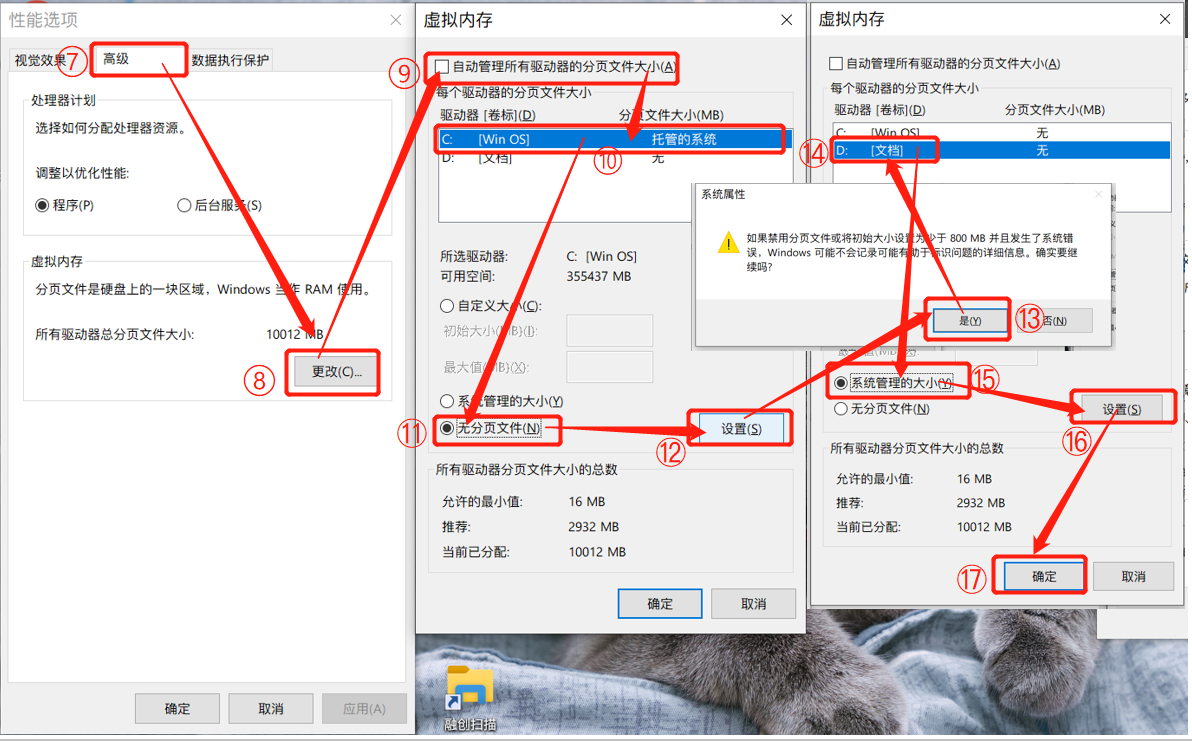 性能选项
视觉效果
⑦
高级
数据执行保护
处理器计划
选择如何分配处理器资源。
调整以优化性能:
程序(P)
后台服务(S)
虚拟内存
分页文件是硬盘上的一块区域，Windows 当作 RAM 使用。
所有驱动器总分页文件大小:
10012 MB
⑧
更改(C)...
确定
取消
应用(A)
虚拟内存
⑨
自动管理所有驱动器的分页文件大小(A)
每个驱动器的分页文件大小
驱动器 [卷标](D)
分页文件大小(MB)
C: [Win OS] 托管的系统
D: [文档] 无
⑩
所选驱动器: C: [Win OS]
可用空间: 355437 MB
自定义大小(C):
初始大小(MB)(I):
最大值(MB)(X):
系统管理的大小(Y)
⑪
无分页文件(N)
⑫
设置(S)
所有驱动器分页文件大小的总数
允许的最小值: 16 MB
推荐: 2932 MB
当前已分配: 10012 MB
确定
取消
融创扫描
虚拟内存
自动管理所有驱动器的分页文件大小(A)
每个驱动器的分页文件大小
驱动器 [卷标](D)
分页文件大小(MB)
C: [Win OS] 无
⑭
D: [文档] 无
系统属性
如果禁用分页文件或将初始大小设置为少于 800 MB 并且发生了系统错
误，Windows 可能不会记录可能有助于标识问题的详细信息。确实要继
续吗?
是(Y)
⑬
否(N)
最大值(MB)(X):
系统管理的大小(Y)
⑮
无分页文件(N)
设置(S)
⑯
所有驱动器分页文件大小的总数
允许的最小值: 16 MB
推荐: 2932 MB
当前已分配: 10012 MB
⑰
确定
取消